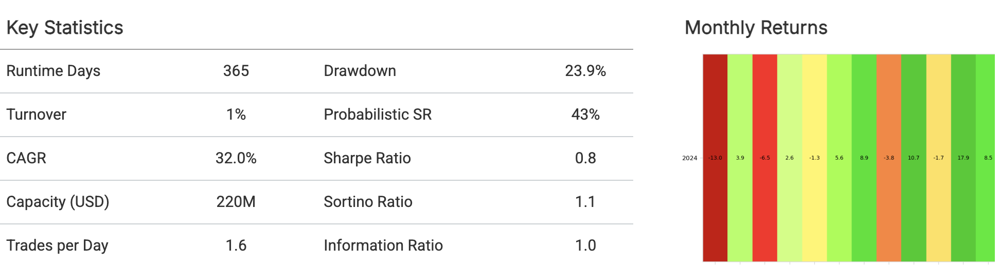 Key Statistics
Runtime Days 365 Drawdown 23.9%
Turnover 1% Probabilistic SR 43%
CAGR 32.0% Sharpe Ratio 0.8
Capacity (USD) 220M Sortino Ratio 1.1
Trades per Day 1.6 Information Ratio 1.0
Monthly Returns
2024 -13.0 3.9 -6.5 2.6 -1.3 5.6 8.9 -3.8 10.7 -1.7 17.9 8.5